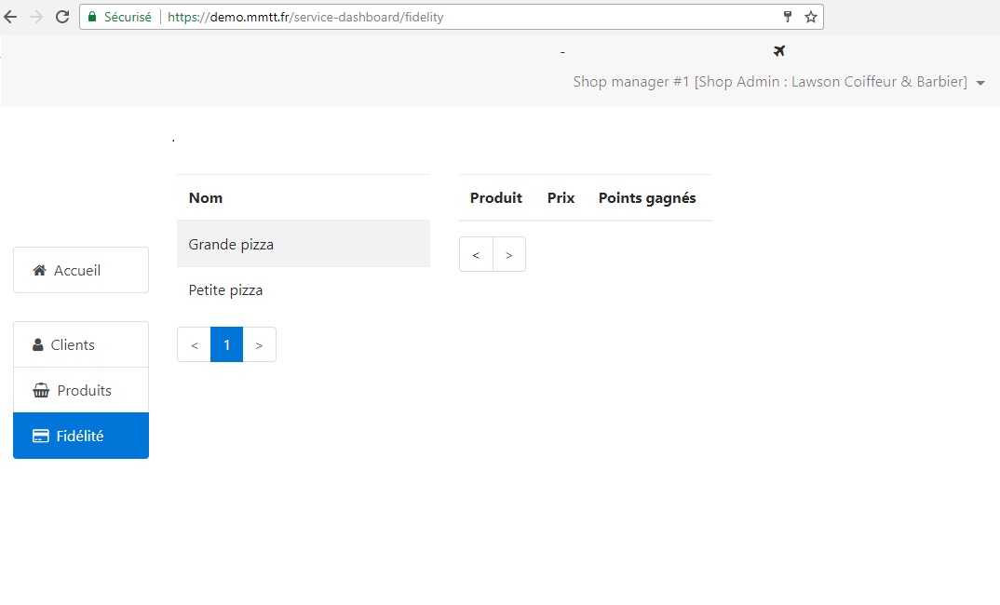 Sécurisé | https://demo.mmtt.fr/service-dashboard/fidelity
-
Shop manager #1 [Shop Admin : Lawson Coiffeur & Barbier]
.
Accueil
Clients
Produits
Fidélité
Nom
Grande pizza
Petite pizza
< 1 >
Produit Prix Points gagnés
< >